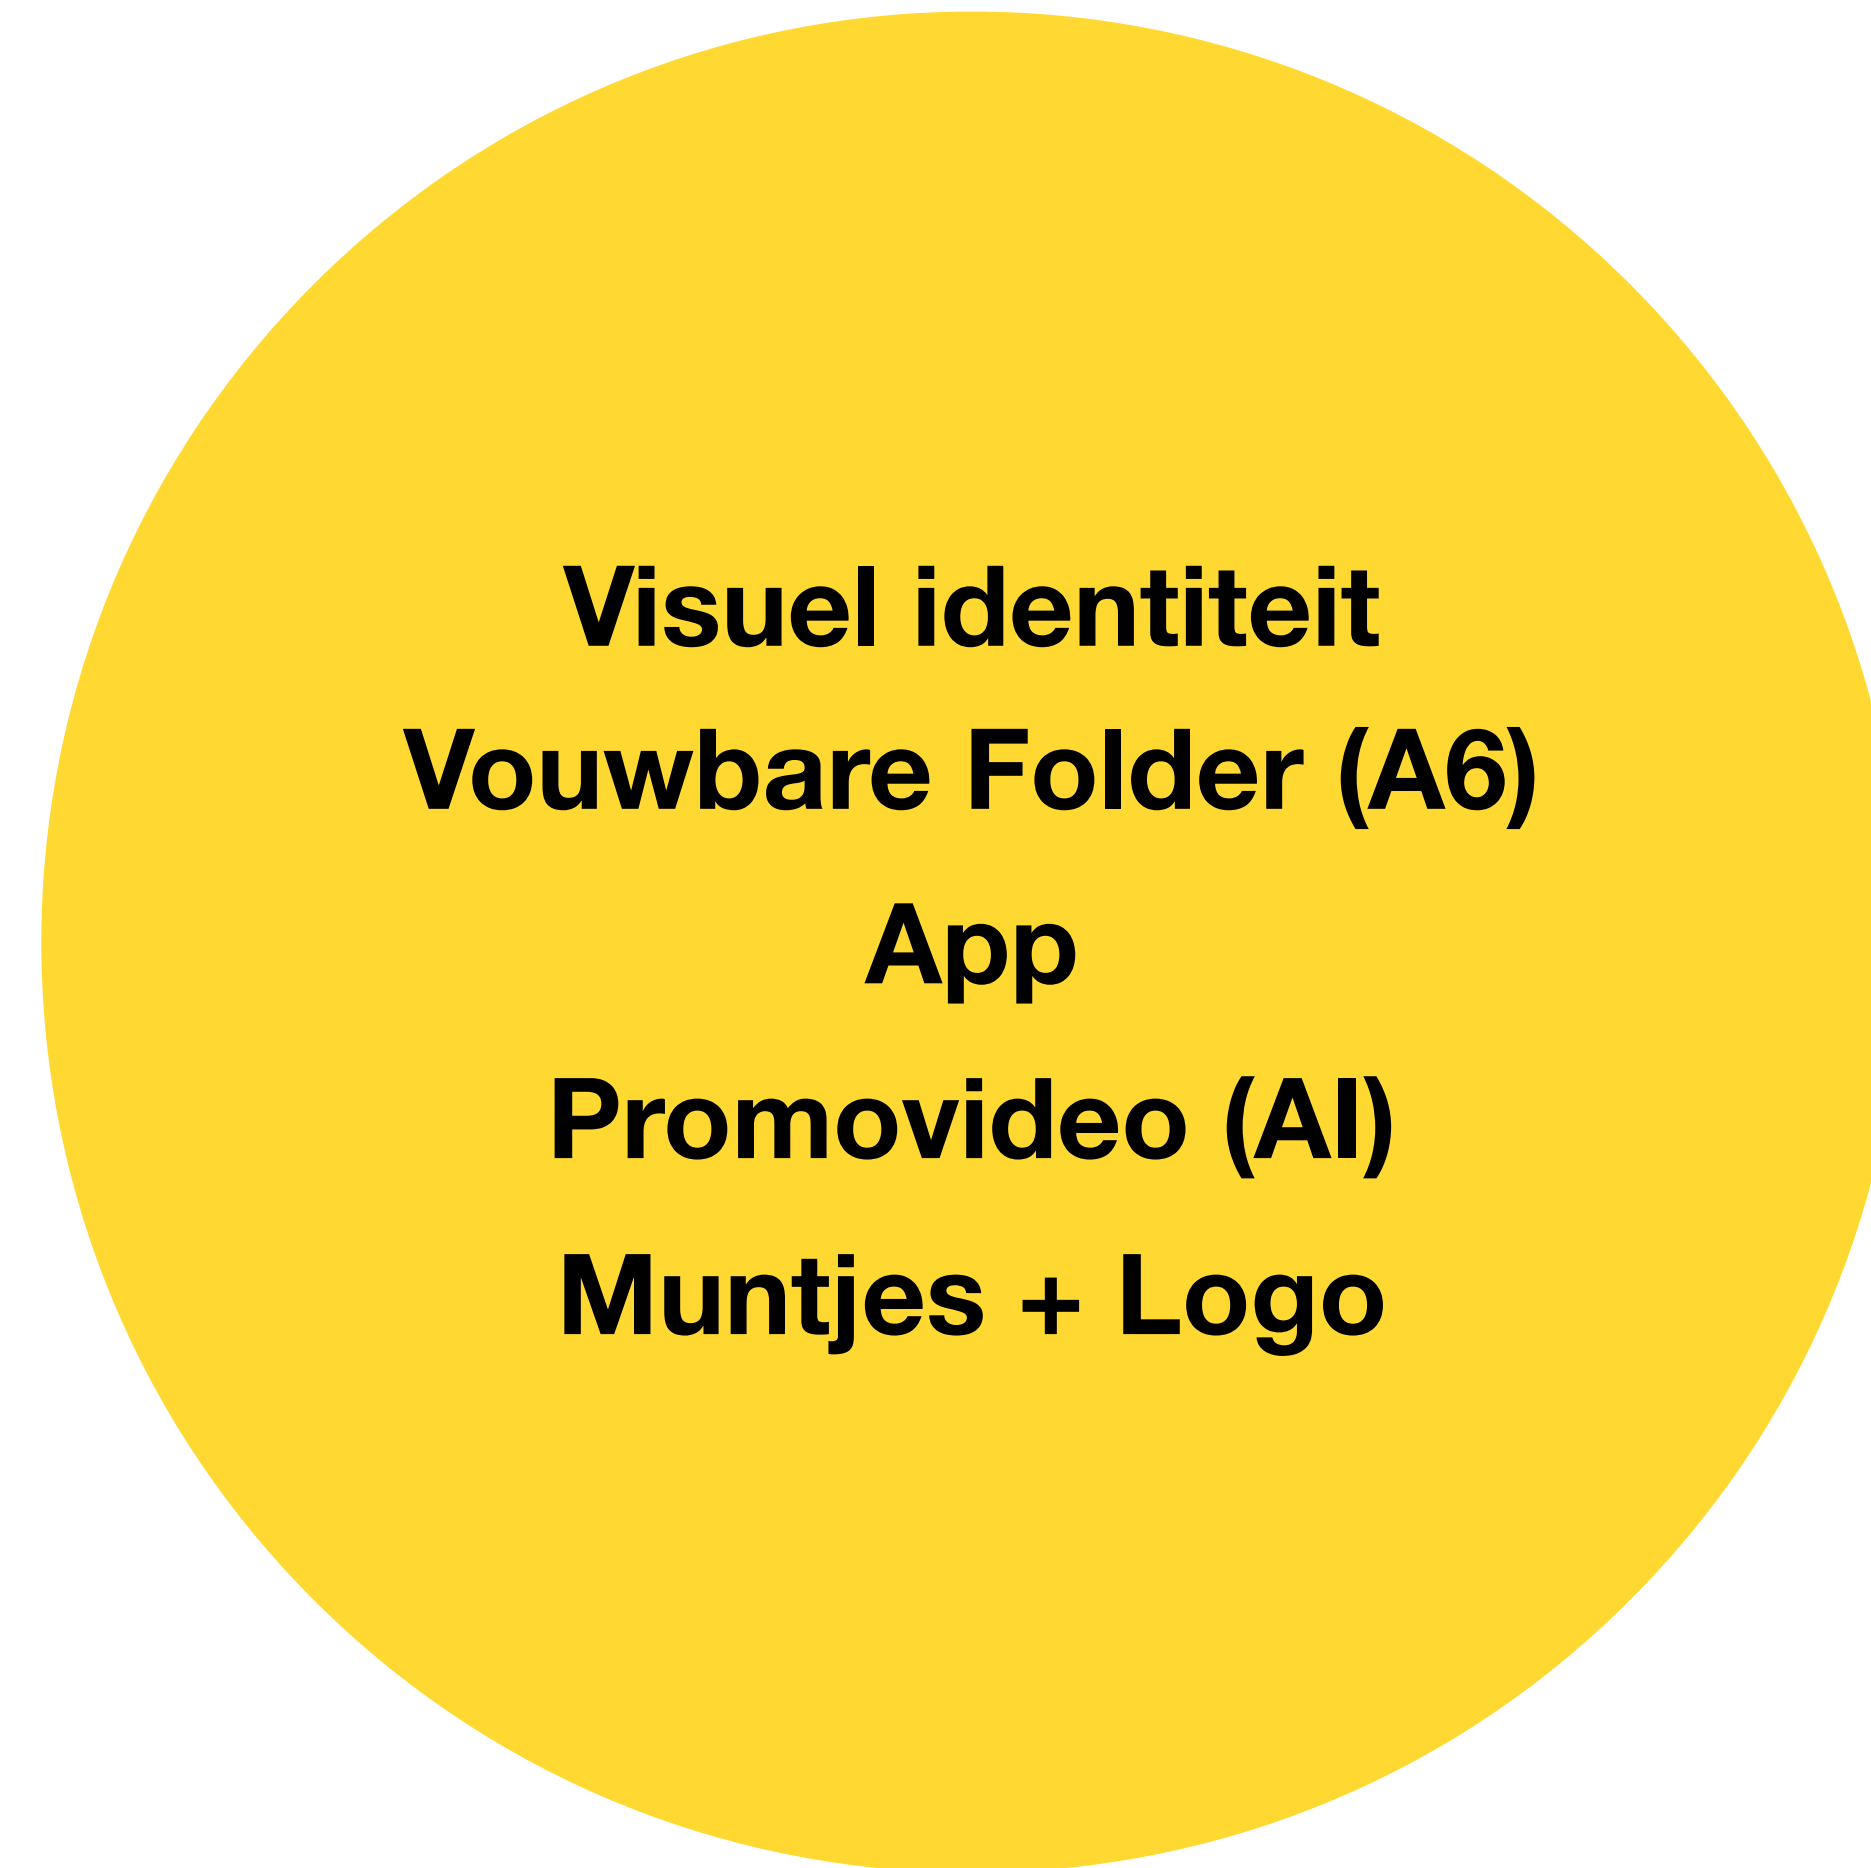 Visuel identiteit
Vouwbare Folder (A6)
App
Promovideo (AI)
Muntjes + Logo